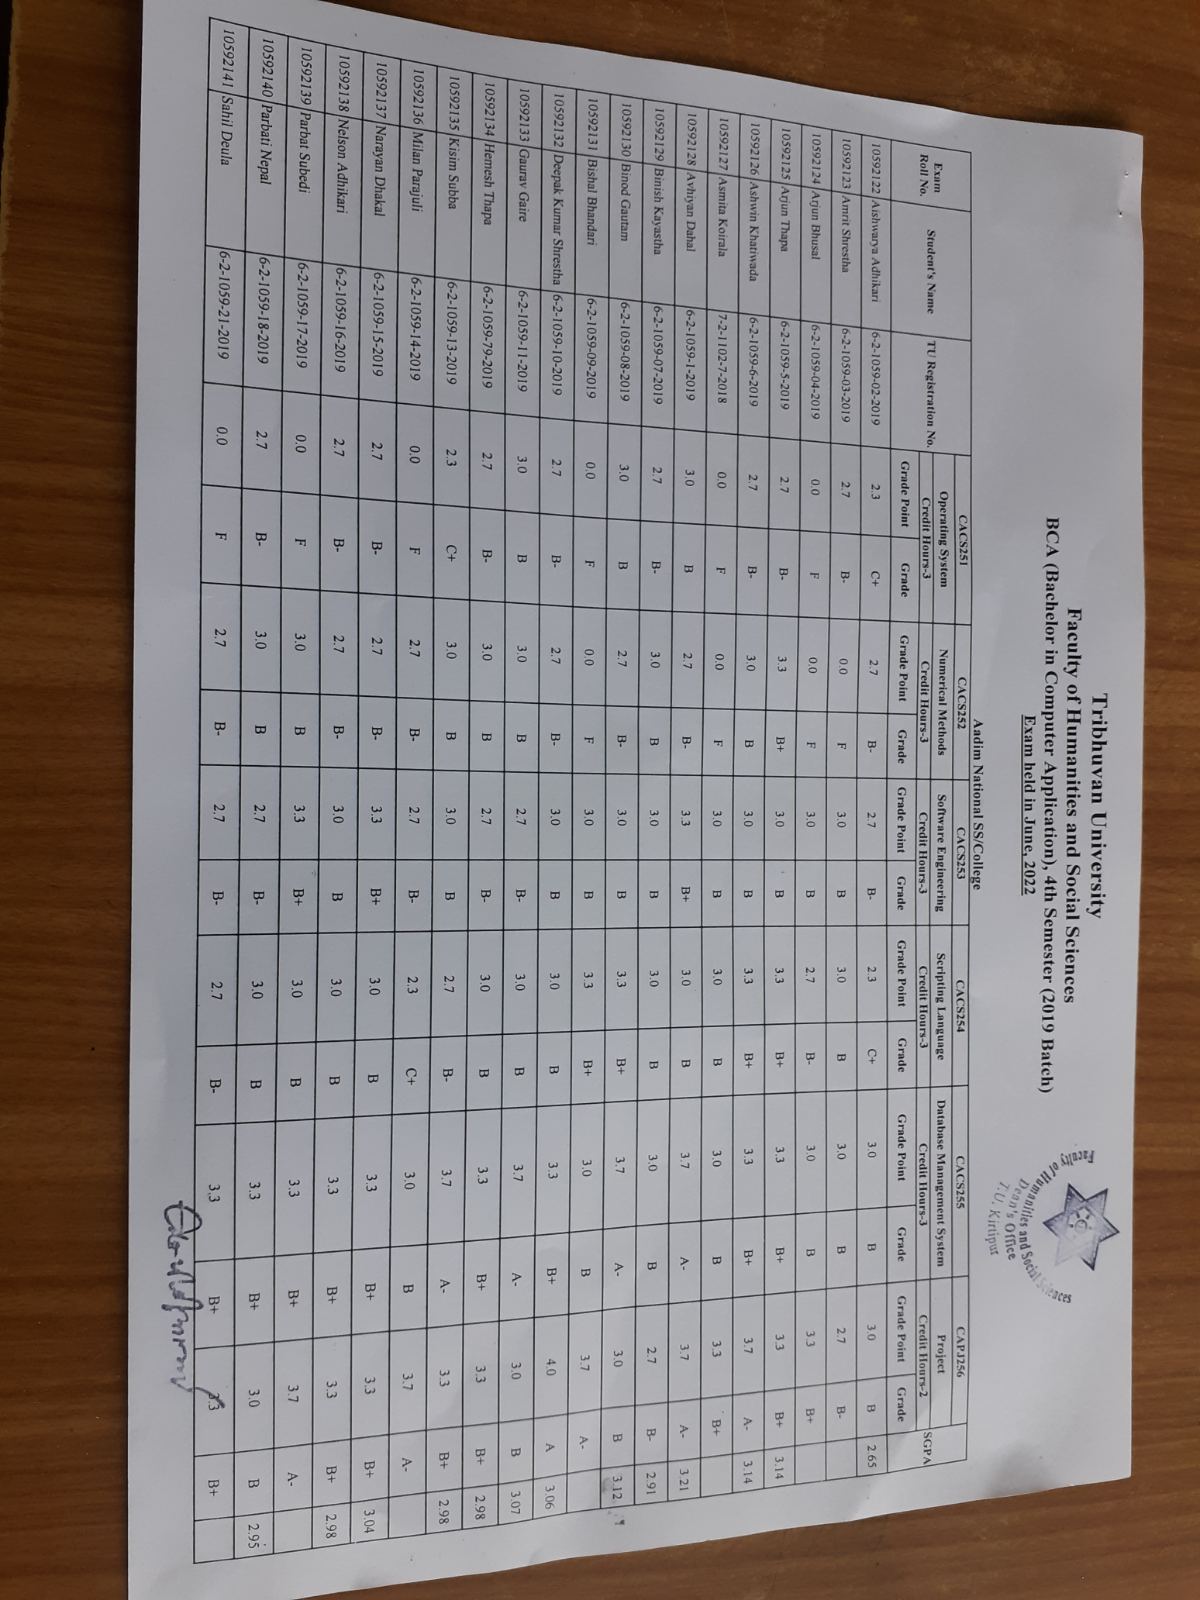 Tribhuvan University
Faculty of Humanities and Social Sciences
BCA (Bachelor in Computer Application), 4th Semester (2019 Batch)
Exam held in June, 2022
Faculty of Humanities and Social Sciences
Dean's Office
T.U. Kirtipur
Aadim National SS/College
Exam Roll No. Student's Name TU Registration No. CACS251 CACS252 CACS253 CACS254 CACS255 CAPJ256 SGPA
Operating System Numerical Methods Software Engineering Scripting Language Database Management System Project
Credit Hours-3 Credit Hours-3 Credit Hours-3 Credit Hours-3 Credit Hours-3 Credit Hours-2
Grade Point Grade Grade Point Grade Grade Point Grade Grade Point Grade Grade Point Grade Grade Point Grade
10592122 Aishwarya Adhikari 6-2-1059-02-2019 2.3 C+ 2.7 B- 2.7 B- 2.3 C+ 3.0 B 3.0 B 2.65
10592123 Amrit Shrestha 6-2-1059-03-2019 2.7 B- 0.0 F 3.0 B 3.0 B 3.0 B 2.7 B-
10592124 Arjun Bhusal 6-2-1059-04-2019 0.0 F 0.0 F 3.0 B 2.7 B- 3.0 B 3.3 B+
10592125 Arjun Thapa 6-2-1059-5-2019 2.7 B- 3.3 B+ 3.0 B 3.3 B+ 3.3 B+ 3.3 B+ 3.14
10592126 Ashwin Khatiwada 6-2-1059-6-2019 2.7 B- 3.0 B 3.0 B 3.3 B+ 3.3 B+ 3.7 A- 3.14
10592127 Asmita Koirala 7-2-1102-7-2018 0.0 F 0.0 F 3.0 B 3.0 B 3.0 B 3.3 B+
10592128 Avhiyan Dahal 6-2-1059-1-2019 3.0 B 2.7 B- 3.3 B+ 3.0 B 3.7 A- 3.7 A- 3.21
10592129 Binish Kayastha 6-2-1059-07-2019 2.7 B- 3.0 B 3.0 B 3.0 B 3.0 B 2.7 B- 2.91
10592130 Binod Gautam 6-2-1059-08-2019 3.0 B 2.7 B- 3.0 B 3.3 B+ 3.7 A- 3.0 B 3.12
10592131 Bishal Bhandari 6-2-1059-09-2019 0.0 F 0.0 F 3.0 B 3.3 B+ 3.0 B 3.7 A-
10592132 Deepak Kumar Shrestha 6-2-1059-10-2019 2.7 B- 2.7 B- 3.0 B 3.0 B 3.3 B+ 4.0 A 3.06
10592133 Gaurav Gaire 6-2-1059-11-2019 3.0 B 3.0 B 2.7 B- 3.0 B 3.7 A- 3.0 B 3.07
10592134 Hemesh Thapa 6-2-1059-79-2019 2.7 B- 3.0 B 2.7 B- 3.0 B 3.3 B+ 3.3 B+ 2.98
10592135 Kisim Subba 6-2-1059-13-2019 2.3 C+ 3.0 B 3.0 B 2.7 B- 3.7 A- 3.3 B+ 2.98
10592136 Milan Parajuli 6-2-1059-14-2019 0.0 F 2.7 B- 2.7 B- 2.3 C+ 3.0 B 3.7 A-
10592137 Narayan Dhakal 6-2-1059-15-2019 2.7 B- 2.7 B- 3.3 B+ 3.0 B 3.3 B+ 3.3 B+ 3.04
10592138 Nelson Adhikari 6-2-1059-16-2019 2.7 B- 2.7 B- 3.0 B 3.0 B 3.3 B+ 3.3 B+ 2.98
10592139 Parbat Subedi 6-2-1059-17-2019 0.0 F 3.0 B 3.3 B+ 3.0 B 3.3 B+ 3.7 A-
10592140 Parbati Nepal 6-2-1059-18-2019 2.7 B- 3.0 B 2.7 B- 3.0 B 3.3 B+ 3.0 B 2.95
10592141 Sahil Deula 6-2-1059-21-2019 0.0 F 2.7 B- 2.7 B- 2.7 B- 3.3 B+ 3.3 B+